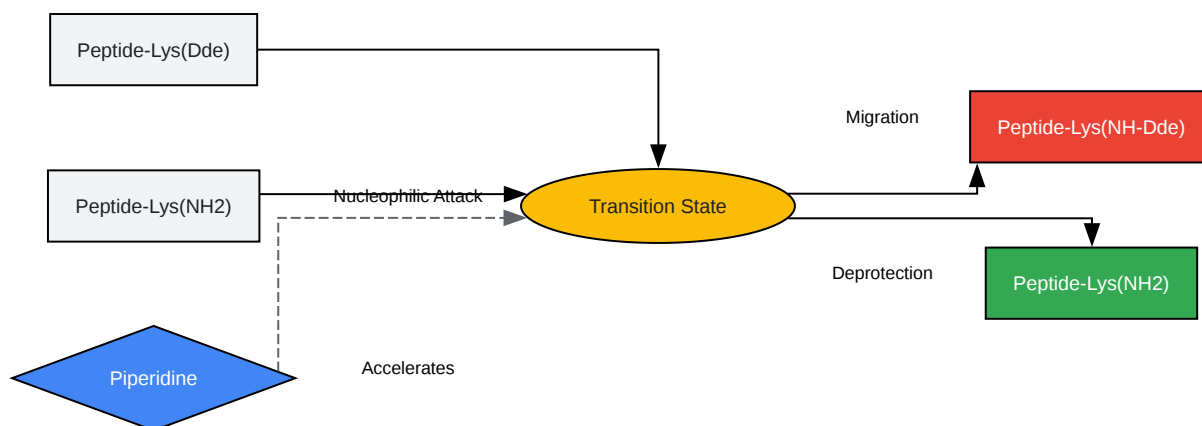 Peptide-Lys(Dde)
Migration
Peptide-Lys(NH-Dde)
Peptide-Lys(NH2)
Nucleophilic Attack
Transition State
Deprotection
Peptide-Lys(NH2)
Piperidine
Accelerates